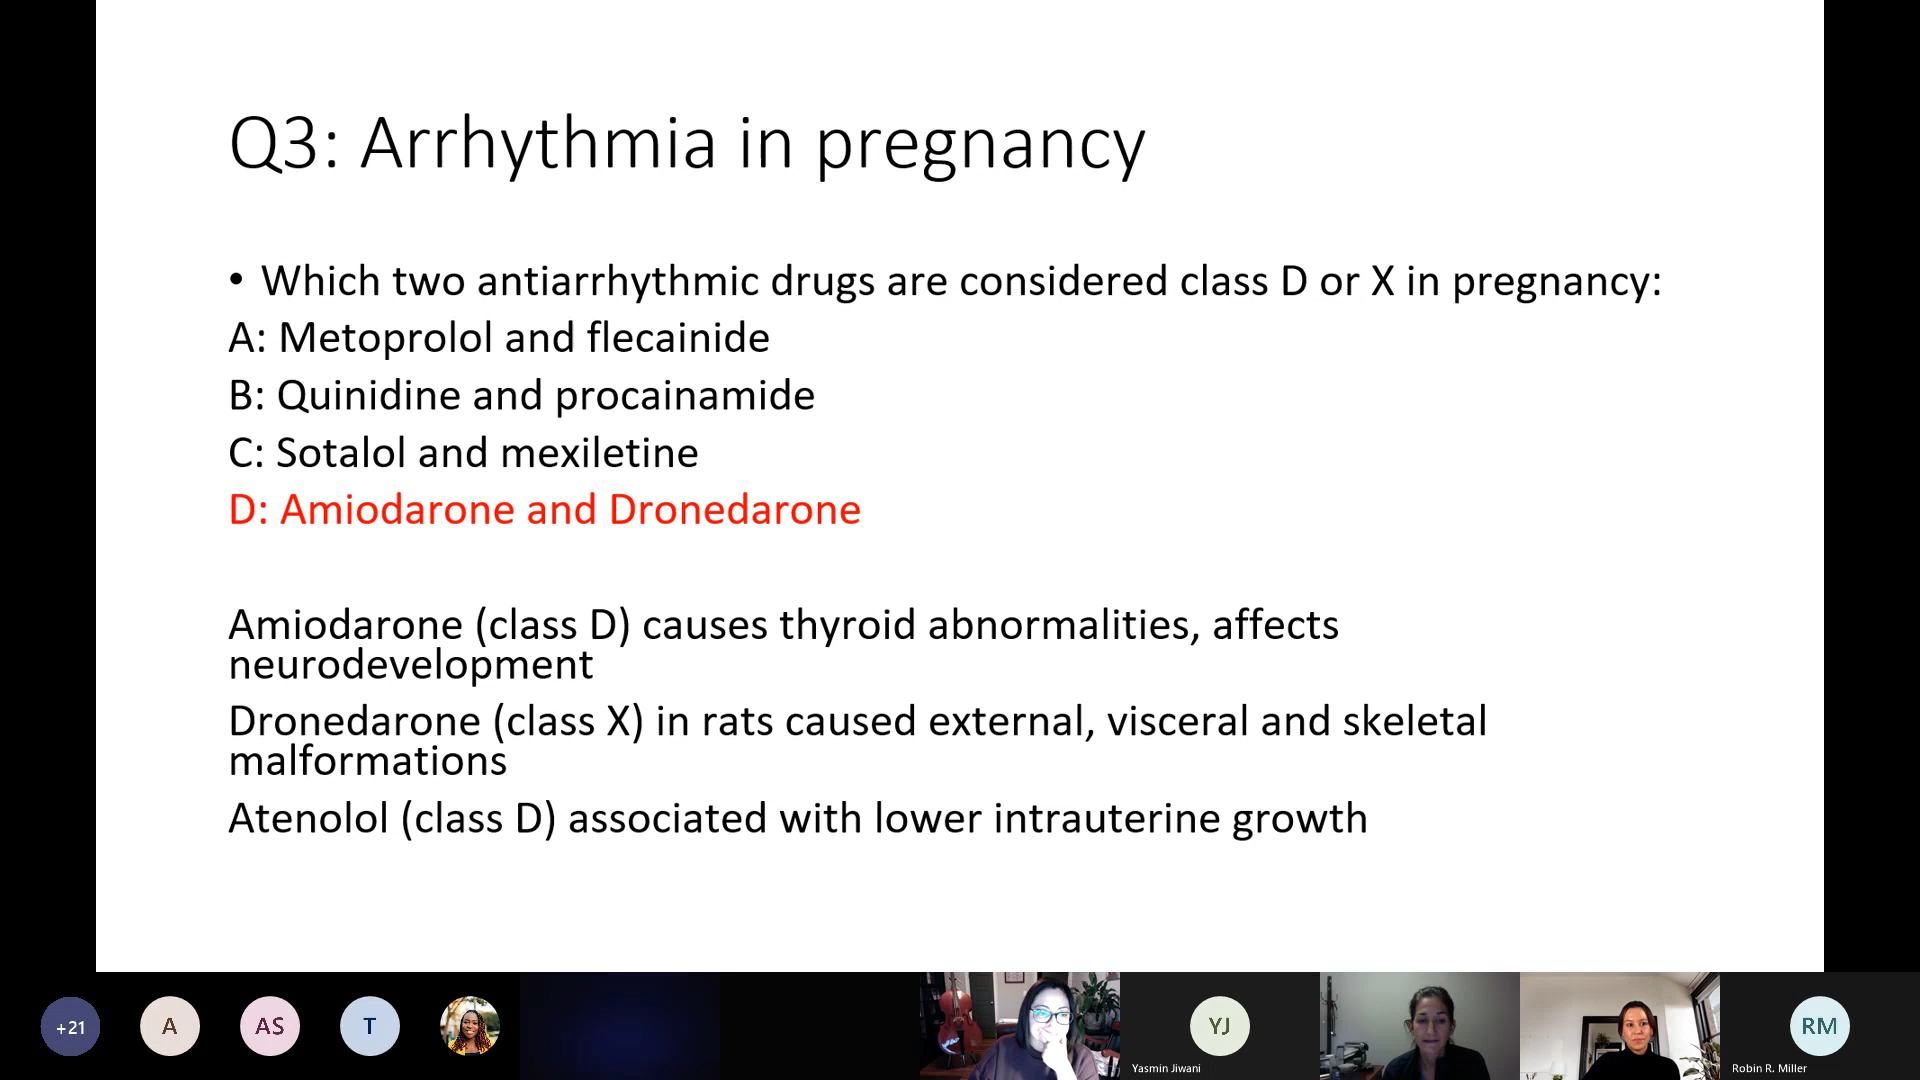 Q3: Arrhythmia in pregnancy
• Which two antiarrhythmic drugs are considered class D or X in pregnancy:
A: Metoprolol and flecainide
B: Quinidine and procainamide
C: Sotalol and mexiletine
D: Amiodarone and Dronedarone
Amiodarone (class D) causes thyroid abnormalities, affects
neurodevelopment
Dronedarone (class X) in rats caused external, visceral and skeletal
malformations
Atenolol (class D) associated with lower intrauterine growth
+21
A
AS
T
YJ
Yasmin Jiwani
RM
Robin R. Miller